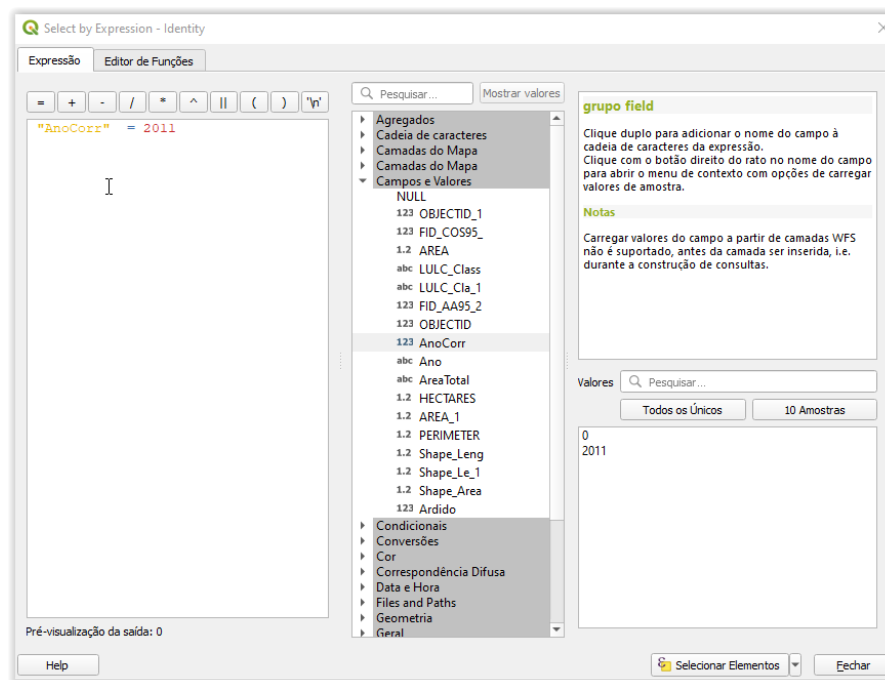 Select by Expression - Identity
Expressão
Editor de Funções
= + - / * ^ || ( ) '\n'
"AnoCorr" = 2011
Pré-visualização da saída: 0
Pesquisar...
Mostrar valores
Agregados
Cadeia de caracteres
Camadas do Mapa
Camadas do Mapa
Campos e Valores
NULL
123 OBJECTID_1
123 FID_COS95_
1.2 AREA
abc LULC_Class
abc LULC_Cla_1
123 FID_AA95_2
123 OBJECTID
123 AnoCorr
abc Ano
abc AreaTotal
1.2 HECTARES
1.2 AREA_1
1.2 PERIMETER
1.2 Shape_Leng
1.2 Shape_Le_1
1.2 Shape_Area
123 Ardido
Condicionais
Conversões
Cor
Correspondência Difusa
Data e Hora
Files and Paths
Geometria
Geral
grupo field
Clique duplo para adicionar o nome do campo à
cadeia de caracteres da expressão.
Clique com o botão direito do rato no nome do campo
para abrir o menu de contexto com opções de carregar
valores de amostra.
Notas
Carregar valores do campo a partir de camadas WFS
não é suportado, antes da camada ser inserida, i.e.
durante a construção de consultas.
Valores
Pesquisar...
Todos os Únicos
10 Amostras
0
2011
Help
Selecionar Elementos
Fechar